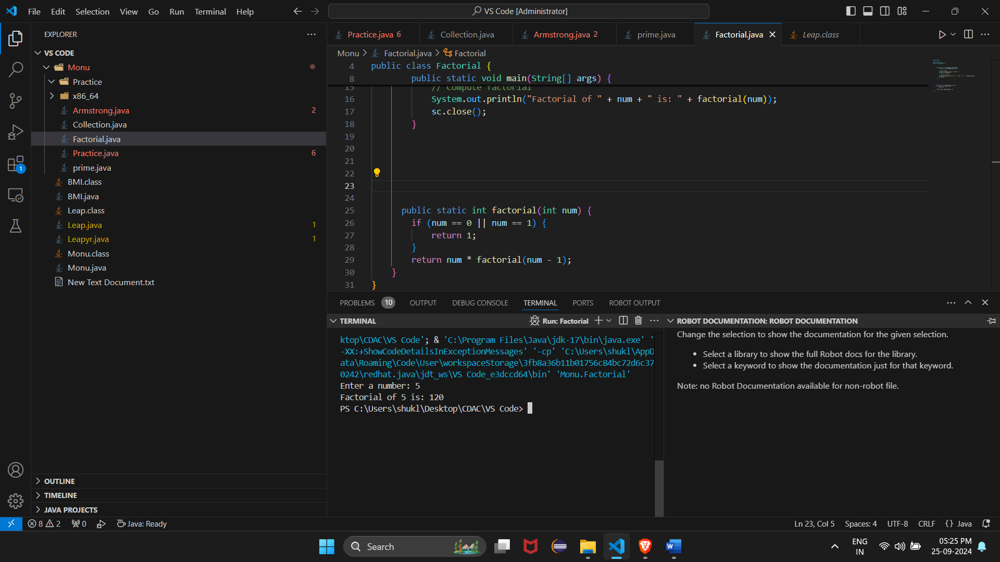 File Edit Selection View Go Run Terminal Help
VS Code [Administrator]
EXPLORER
VS CODE
Monu
Practice
x86_64
Armstrong.java 2
Collection.java
Factorial.java
Practice.java 6
prime.java
BMI.class
BMI.java
Leap.class
Leap.java 1
Leapyr.java 1
Monu.class
Monu.java
New Text Document.txt
OUTLINE
TIMELINE
JAVA PROJECTS
1
Practice.java 6 Collection.java Armstrong.java 2 prime.java Factorial.java Leap.class
Monu > Factorial.java > Factorial
4 public class Factorial {
8 public static void main(String[] args) {
15 // Compute factorial
16 System.out.println("Factorial of " + num + " is: " + factorial(num));
17 sc.close();
18 }
19
20
21
22
23
24
25 public static int factorial(int num) {
26 if (num == 0 || num == 1) {
27 return 1;
28 }
29 return num * factorial(num - 1);
30 }
31 }
PROBLEMS 10 OUTPUT DEBUG CONSOLE TERMINAL PORTS ROBOT OUTPUT
TERMINAL Run: Factorial
ktop\CDAC\VS Code'; & 'C:\Program Files\Java\jdk-17\bin\java.exe' '
-XX:+ShowCodeDetailsInExceptionMessages' '-cp' 'C:\Users\shukl\AppD
ata\Roaming\Code\User\workspaceStorage\3fb8a36b11b01756c84bc72d6c37
0242\redhat.java\jdt_ws\VS Code_e3dccd64\bin' 'Monu.Factorial'
Enter a number: 5
Factorial of 5 is: 120
PS C:\Users\shukl\Desktop\CDAC\VS Code>
ROBOT DOCUMENTATION: ROBOT DOCUMENTATION
Change the selection to show the documentation for the given selection.
• Select a library to show the full Robot docs for the library.
• Select a keyword to show the documentation just for that keyword.
Note: no Robot Documentation available for non-robot file.
8 2 0 Java: Ready
Ln 23, Col 5 Spaces: 4 UTF-8 CRLF {} Java
Search
ENG
IN
05:25 PM
25-09-2024